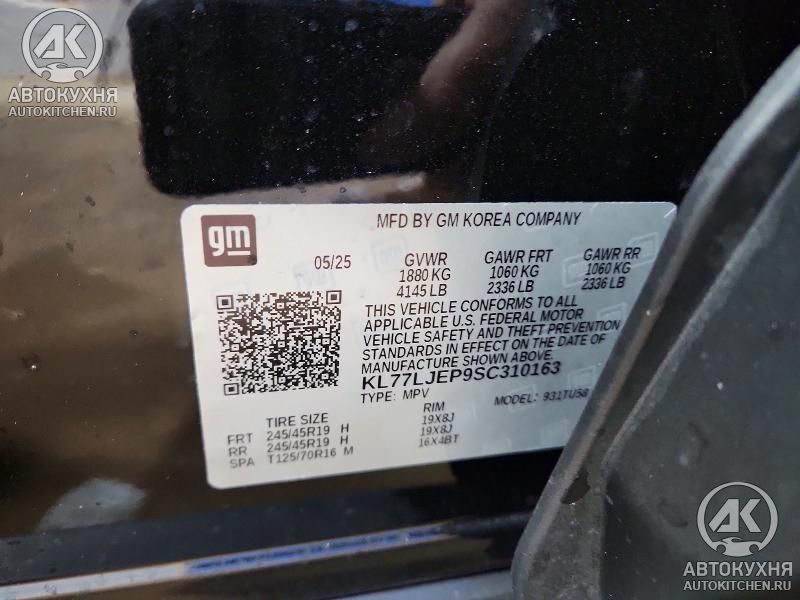 АК
АВТОКУХНЯ
AUTOKITCHEN.RU
gm
MFD BY GM KOREA COMPANY
05/25 GVWR GAWR FRT GAWR RR
1880 KG 1060 KG 1060 KG
4145 LB 2336 LB 2336 LB
THIS VEHICLE CONFORMS TO ALL
APPLICABLE U.S. FEDERAL MOTOR
VEHICLE SAFETY AND THEFT PREVENTION
STANDARDS IN EFFECT ON THE DATE OF
MANUFACTURE SHOWN ABOVE.
KL77LJEP9SC310163
TYPE: MPV MODEL: 931TU58
TIRE SIZE RIM
FRT 245/45R19 H 19X8J
RR 245/45R19 H 19X8J
SPA T125/70R16 M 16X4BT
АК
АВТОКУХНЯ
AUTOKITCHEN.RU